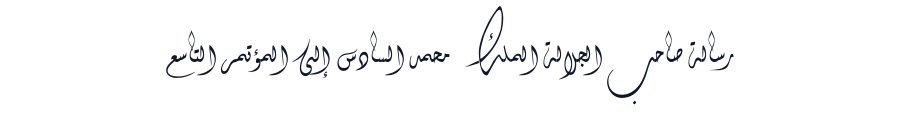 رسالة صاحب الجلالة الملك محمد السادس إلى المؤتمر التاسع